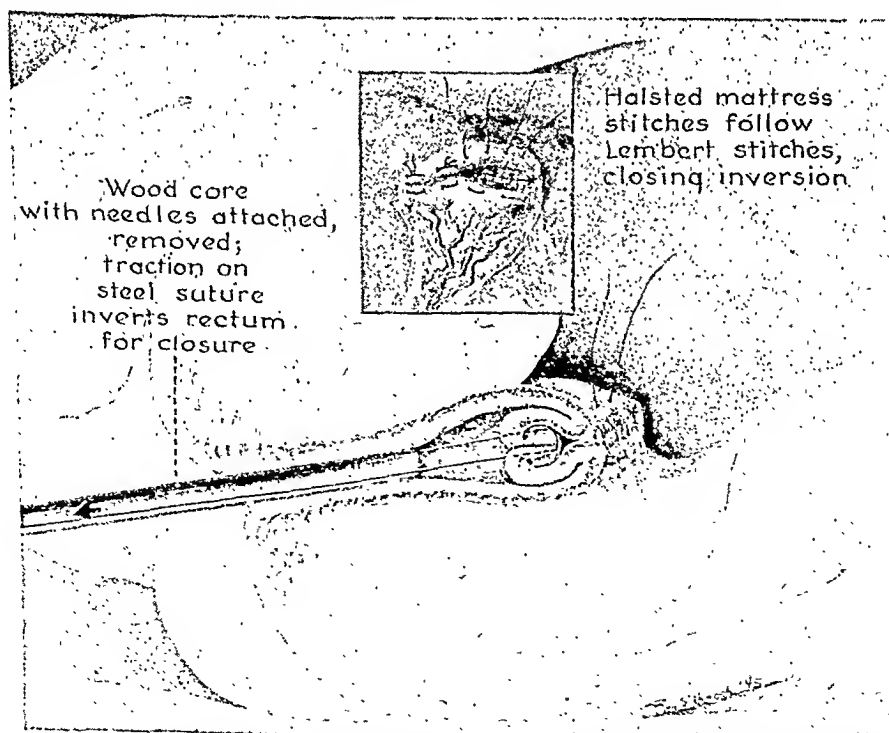 Wood core
with needles attached,
removed;
traction on
steel suture
inverts rectum
for closure
Halsted mattress
stitches follow
Lembert stitches,
closing inversion